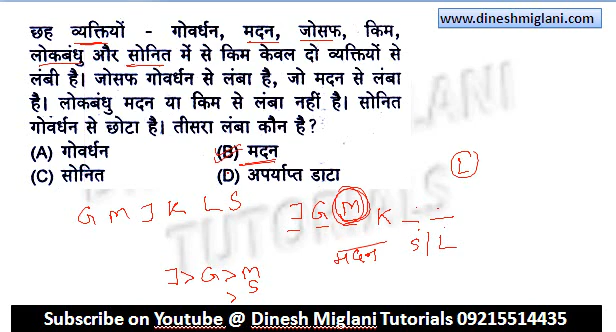 www.dineshmiglani.com
छह व्यक्तियों - गोवर्धन, मदन, जोसफ, किम,
लोकबंधु और सोनित में से किम केवल दो व्यक्तियों से
लंबी है। जोसफ गोवर्धन से लंबा है, जो मदन से लंबा
है। लोकबंधु मदन या किम से लंबा नहीं है। सोनित
गोवर्धन से छोटा है। तीसरा लंबा कौन है?
(A) गोवर्धन (B) मदन
(C) सोनित (D) अपर्याप्त डाटा
L
G M J K L S J G M K
मदन S/L
J > G > M
> S
TUTORIALS
Subscribe on Youtube @ Dinesh Miglani Tutorials 09215514435